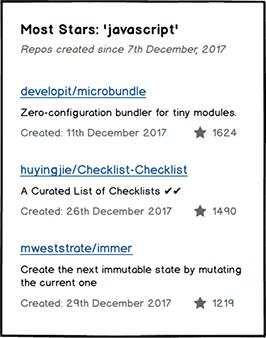 Most Stars: 'javascript'
Repos created since 7th December, 2017
developit/microbundle
Zero-configuration bundler for tiny modules.
Created: 11th December 2017 ★ 1624
huyingjie/Checklist-Checklist
A Curated List of Checklists ✔✔
Created: 26th December 2017 ★ 1490
mweststrate/immer
Create the next immutable state by mutating
the current one
Created: 29th December 2017 ★ 1219